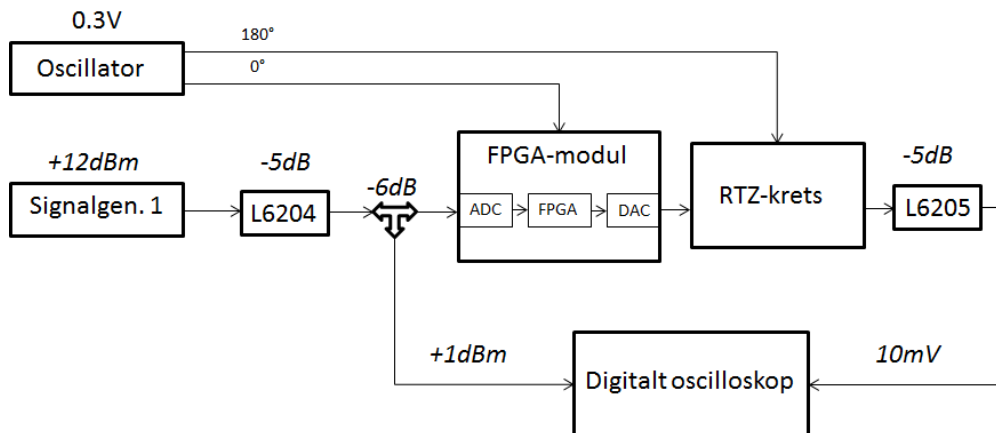 0.3V
Oscillator
180°
0°
+12dBm
Signalgen. 1
-5dB
L6204
-6dB
FPGA-modul
ADC
FPGA
DAC
RTZ-krets
-5dB
L6205
+1dBm
Digitalt oscilloskop
10mV